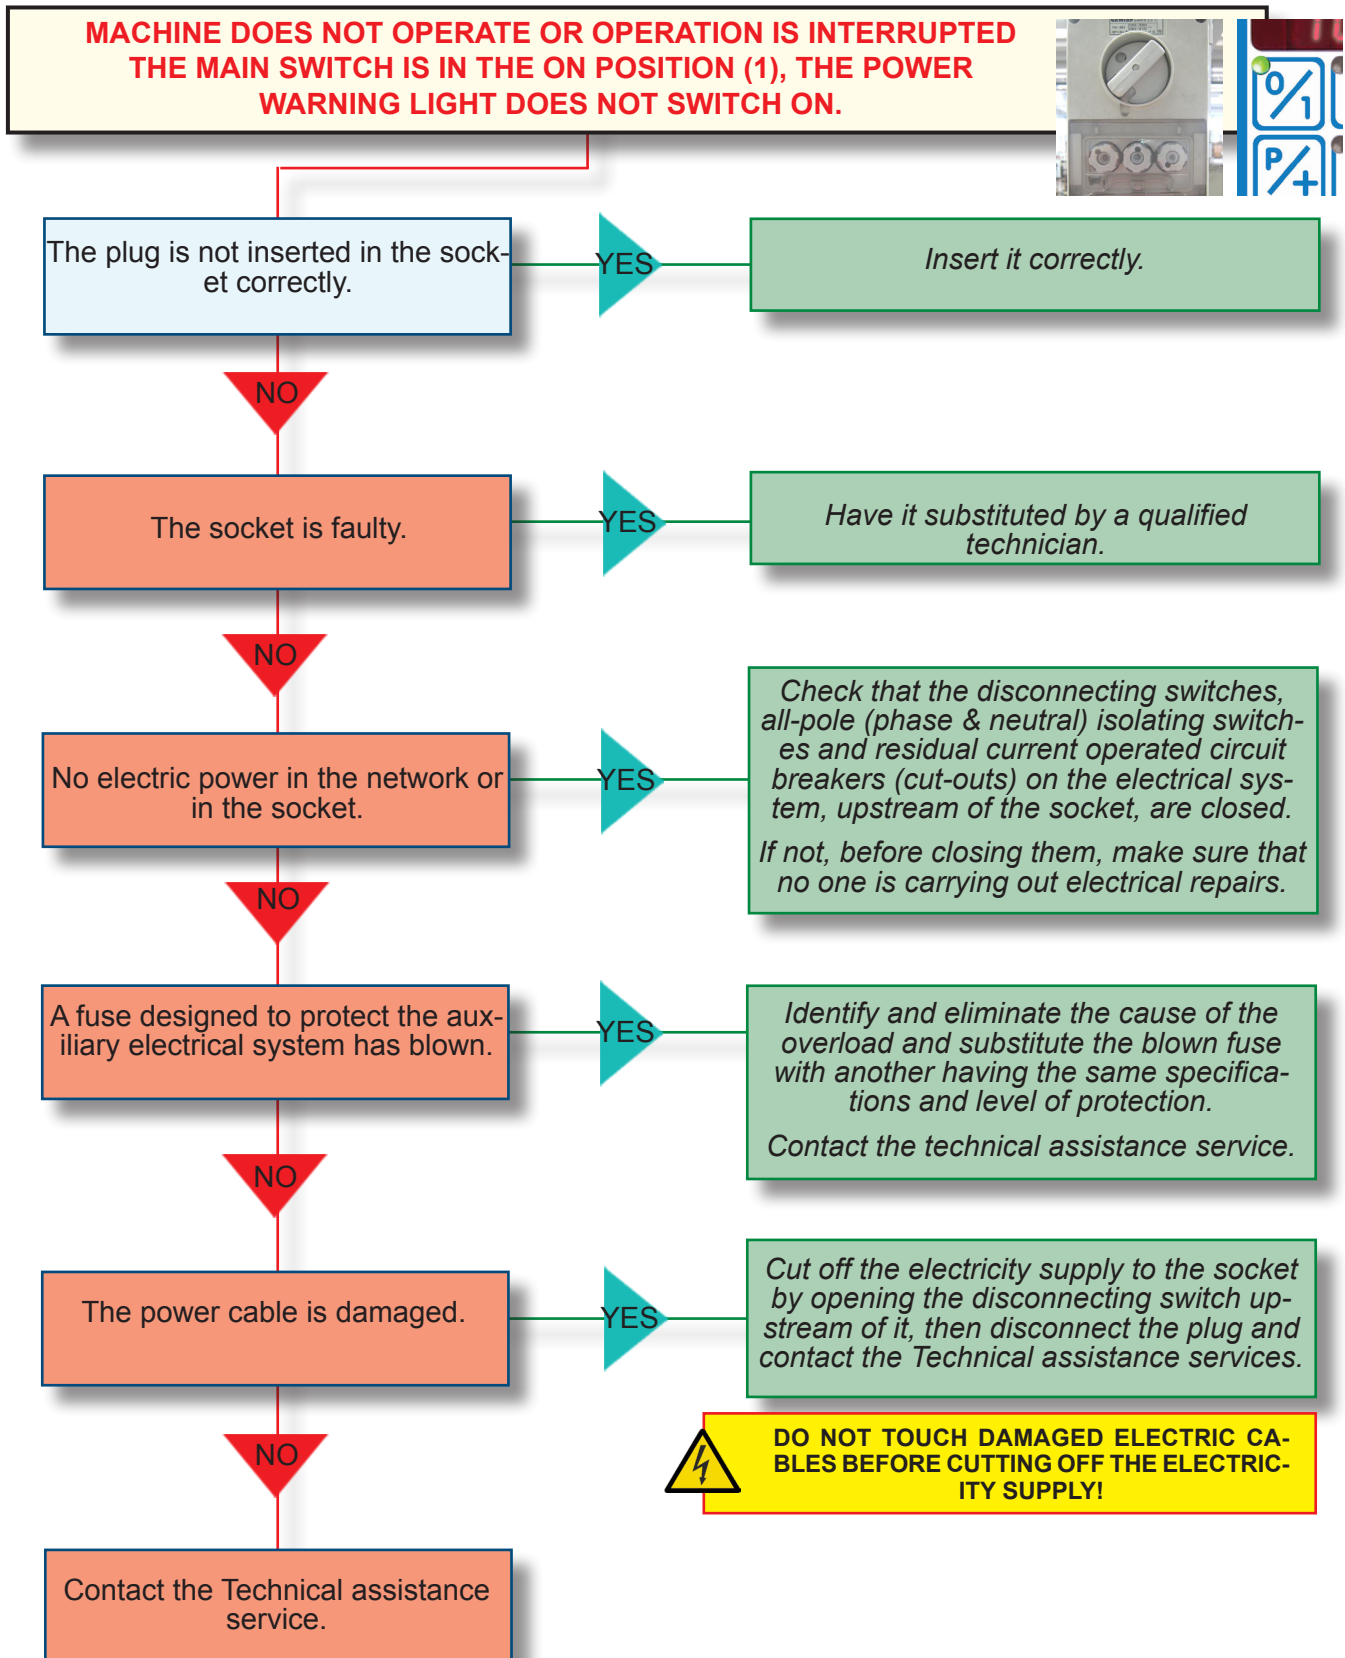 MACHINE DOES NOT OPERATE OR OPERATION IS INTERRUPTED
THE MAIN SWITCH IS IN THE ON POSITION (1), THE POWER
WARNING LIGHT DOES NOT SWITCH ON.
0/1
P/+
The plug is not inserted in the sock-
et correctly.
YES
Insert it correctly.
NO
The socket is faulty.
YES
Have it substituted by a qualified
technician.
NO
No electric power in the network or
in the socket.
YES
Check that the disconnecting switches,
all-pole (phase & neutral) isolating switch-
es and residual current operated circuit
breakers (cut-outs) on the electrical sys-
tem, upstream of the socket, are closed.
If not, before closing them, make sure that
no one is carrying out electrical repairs.
NO
A fuse designed to protect the aux-
iliary electrical system has blown.
YES
Identify and eliminate the cause of the
overload and substitute the blown fuse
with another having the same specifica-
tions and level of protection.
Contact the technical assistance service.
NO
The power cable is damaged.
YES
Cut off the electricity supply to the socket
by opening the disconnecting switch up-
stream of it, then disconnect the plug and
contact the Technical assistance services.
DO NOT TOUCH DAMAGED ELECTRIC CA-
BLES BEFORE CUTTING OFF THE ELECTRIC-
ITY SUPPLY!
NO
Contact the Technical assistance
service.